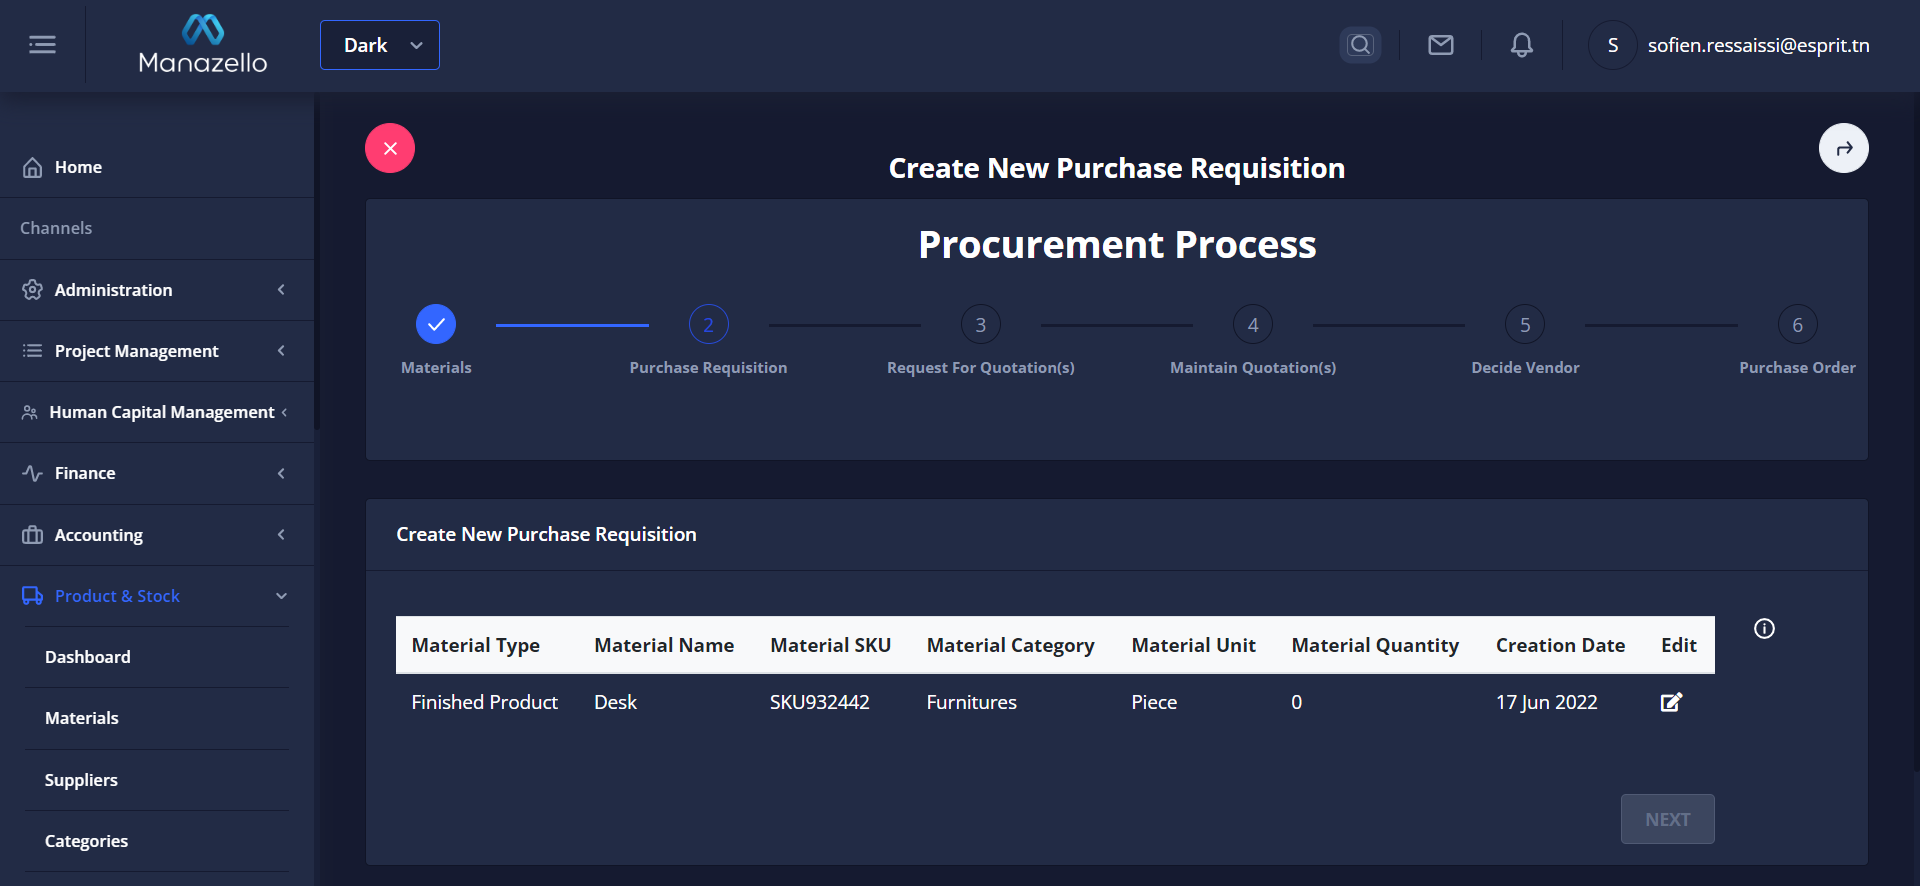 Manazello
Dark
S
sofien.ressaissi@esprit.tn
Home
Channels
Administration
Project Management
Human Capital Management
Finance
Accounting
Product & Stock
Dashboard
Materials
Suppliers
Categories
Create New Purchase Requisition
Procurement Process
2 3 4 5 6
Materials Purchase Requisition Request For Quotation(s) Maintain Quotation(s) Decide Vendor Purchase Order
Create New Purchase Requisition
Material Type Material Name Material SKU Material Category Material Unit Material Quantity Creation Date Edit
Finished Product Desk SKU932442 Furnitures Piece 0 17 Jun 2022
NEXT